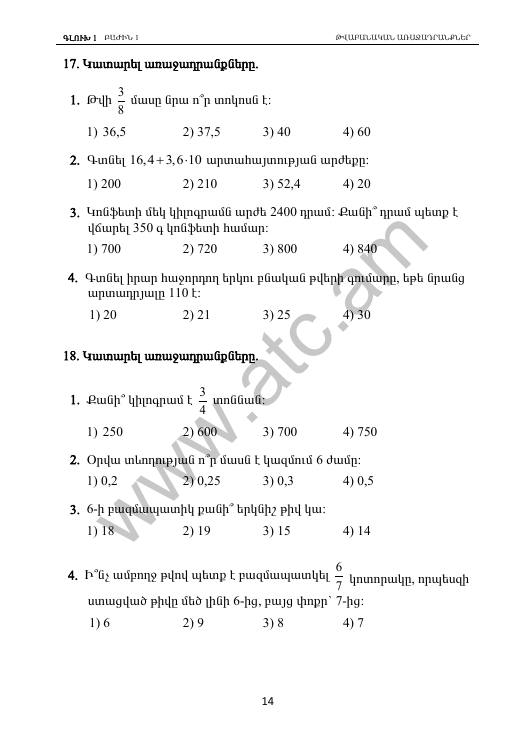 ԳԼՈՒԽ 1 ԲԱԺԻՆ 1 ԹՎԱԲԱՆԱԿԱՆ ԱՌԱՋԱԴՐԱՆՔՆԵՐ
17. Կատարել առաջադրանքները.
1. Թվի 3/8 մասը նրա ո՞ր տոկոսն է:
1) 36,5 2) 37,5 3) 40 4) 60
2. Գտնել 16,4+3,6·10 արտահայտության արժեքը:
1) 200 2) 210 3) 52,4 4) 20
3. Կոնֆետի մեկ կիլոգրամն արժե 2400 դրամ: Քանի՞ դրամ պետք է
վճարել 350 գ կոնֆետի համար:
1) 700 2) 720 3) 800 4) 840
4. Գտնել իրար հաջորդող երկու բնական թվերի գումարը, եթե նրանց
արտադրյալը 110 է:
1) 20 2) 21 3) 25 4) 30
18. Կատարել առաջադրանքները.
1. Քանի՞ կիլոգրամ է 3/4 տոննան:
1) 250 2) 600 3) 700 4) 750
2. Օրվա տևողության ո՞ր մասն է կազմում 6 ժամը:
1) 0,2 2) 0,25 3) 0,3 4) 0,5
3. 6-ի բազմապատիկ քանի՞ երկնիշ թիվ կա:
1) 18 2) 19 3) 15 4) 14
4. Ի՞նչ ամբողջ թվով պետք է բազմապատկել 6/7 կոտորակը, որպեսզի
ստացված թիվը մեծ լինի 6-ից, բայց փոքր՝ 7-ից:
1) 6 2) 9 3) 8 4) 7
www.atc.am
14